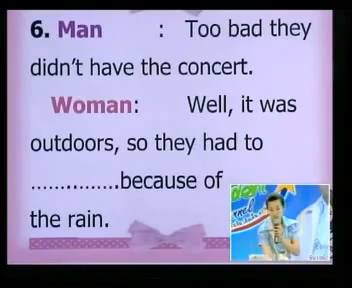 6. Man : Too bad they
didn't have the concert.
Woman: Well, it was
outdoors, so they had to
……..…….because of
the rain.